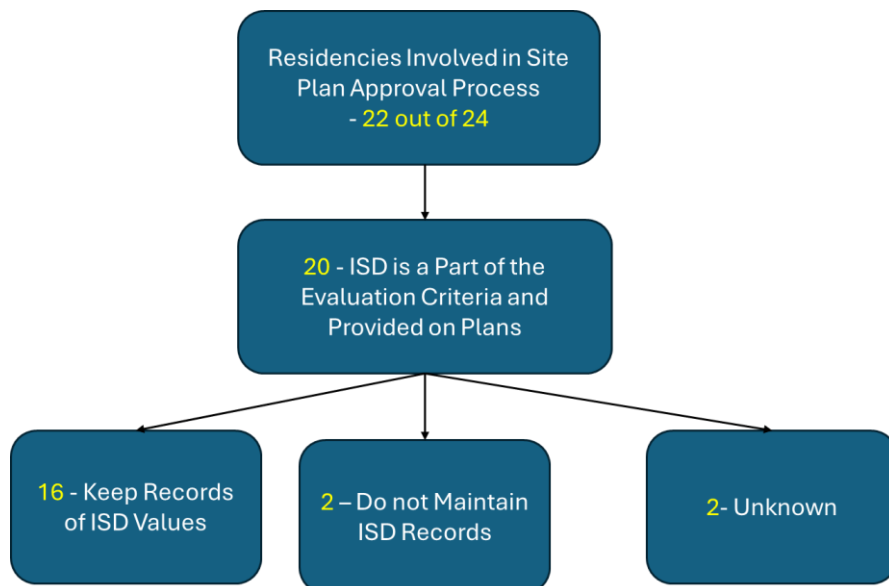 Residencies Involved in Site
Plan Approval Process
- 22 out of 24
20 - ISD is a Part of the
Evaluation Criteria and
Provided on Plans
16 - Keep Records
of ISD Values
2 – Do not Maintain
ISD Records
2- Unknown